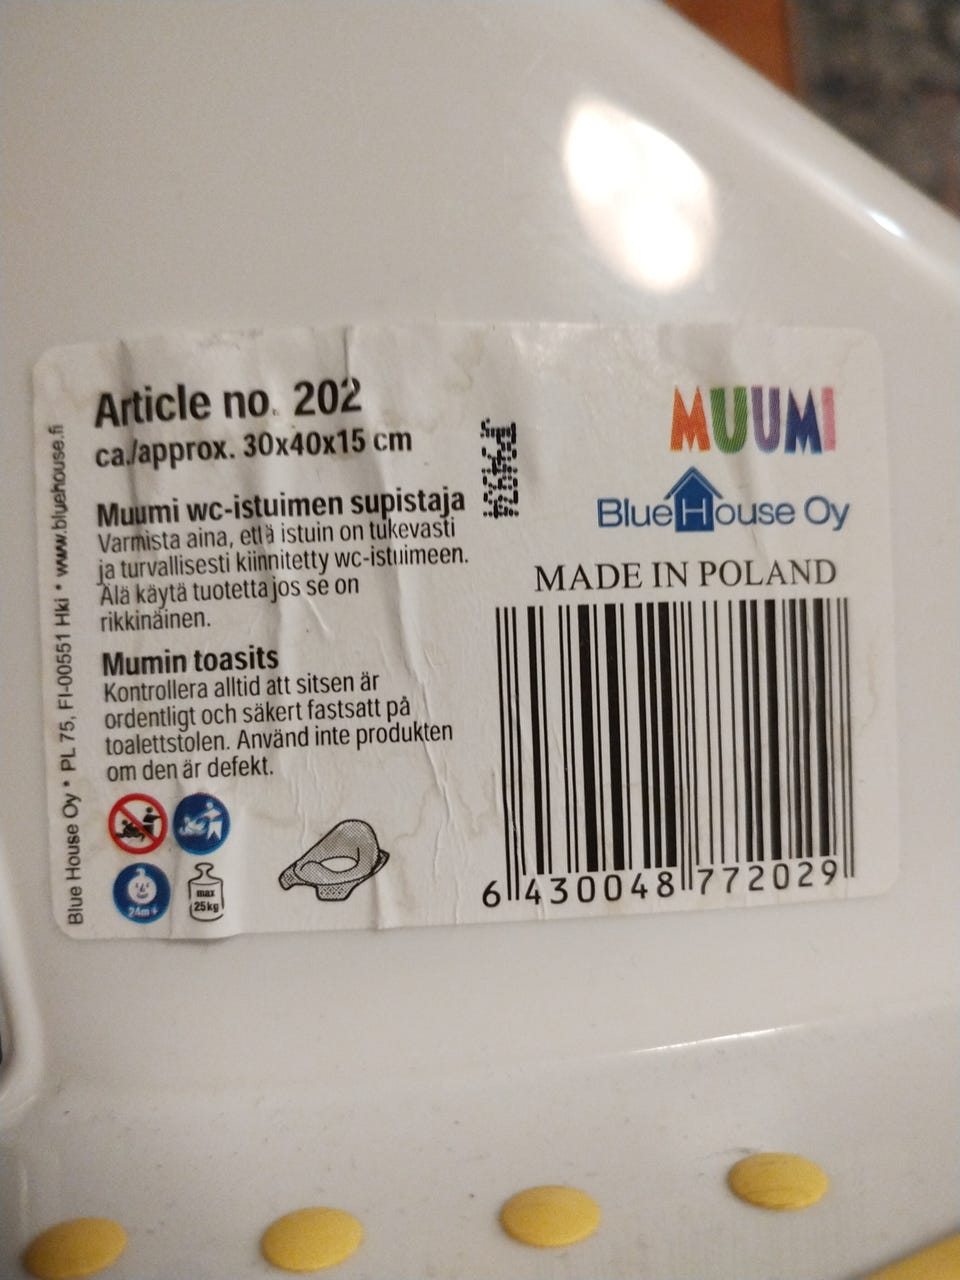 Article no. 202
ca./approx. 30x40x15 cm
Muumi wc-istuimen supistaja
Varmista aina, että istuin on tukevasti
ja turvallisesti kiinnitetty wc-istuimeen.
Älä käytä tuotetta jos se on
rikkinäinen.
Mumin toasits
Kontrollera alltid att sitsen är
ordentligt och säkert fastsatt på
toalettstolen. Använd inte produkten
om den är defekt.
24m+
max
25kg
Blue House Oy * PL 75, FI-00551 Hki * www.bluehouse.fi
MUUMI
Blue House Oy
MADE IN POLAND
6 430048 772029